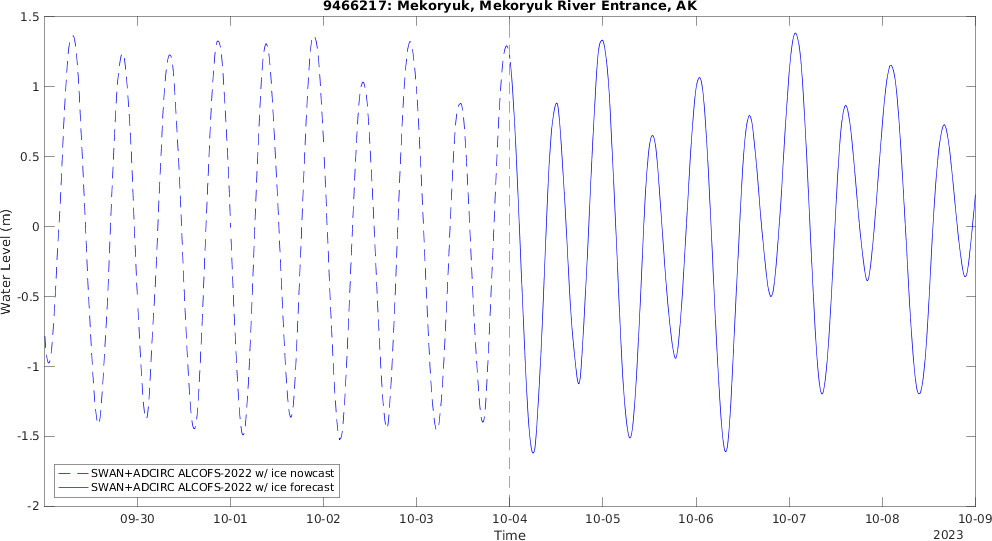 9466217: Mekoryuk, Mekoryuk River Entrance, AK
Water Level (m)
1.5
1
0.5
0
-0.5
-1
-1.5
-2
SWAN+ADCIRC ALCOFS-2022 w/ ice nowcast
SWAN+ADCIRC ALCOFS-2022 w/ ice forecast
09-30 10-01 10-02 10-03 10-04 10-05 10-06 10-07 10-08 10-09
Time
2023